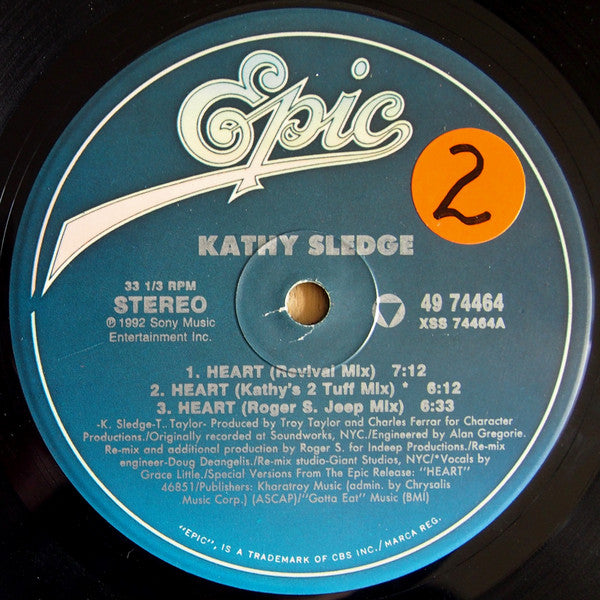 Epic
2
KATHY SLEDGE
33 1/3 RPM
STEREO
℗ 1992 Sony Music
Entertainment Inc.
49 74464
XSS 74464A
1. HEART (Revival Mix) 7:12
2. HEART (Kathy's 2 Tuff Mix) * 6:12
3. HEART (Roger S. Jeep Mix) 6:33
-K. Sledge-T. Taylor- Produced by Troy Taylor and Charles Ferrar for Character
Productions./Originally recorded at Soundworks, NYC./Engineered by Alan Gregorie.
Re-mix and additional production by Roger S. for Indeep Productions./Re-mix
engineer-Doug Deangelis./Re-mix studio-Giant Studios, NYC/*Vocals by
Grace Little./Special Versions From The Epic Release: "HEART"
46851/Publishers: Kharatroy Music (admin. by Chrysalis
Music Corp.) (ASCAP)/"Gotta Eat" Music (BMI)
"EPIC", IS A TRADEMARK OF CBS INC./MARCA REG.